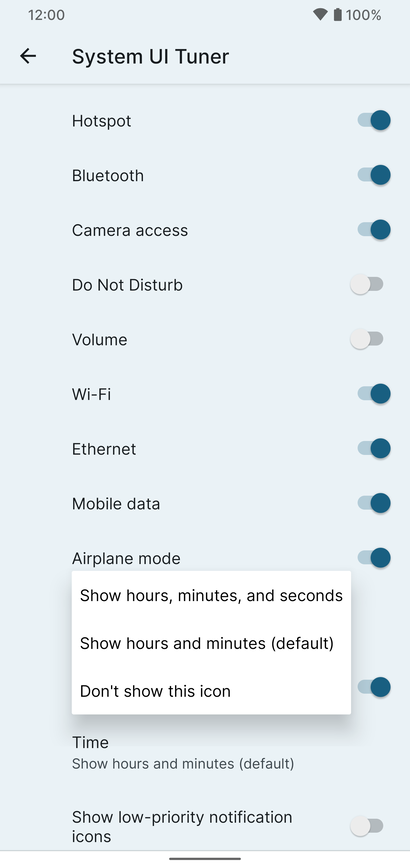 12:00
100%
System UI Tuner
Hotspot
Bluetooth
Camera access
Do Not Disturb
Volume
Wi-Fi
Ethernet
Mobile data
Airplane mode
Show hours, minutes, and seconds
Show hours and minutes (default)
Don't show this icon
Time
Show hours and minutes (default)
Show low-priority notification
icons